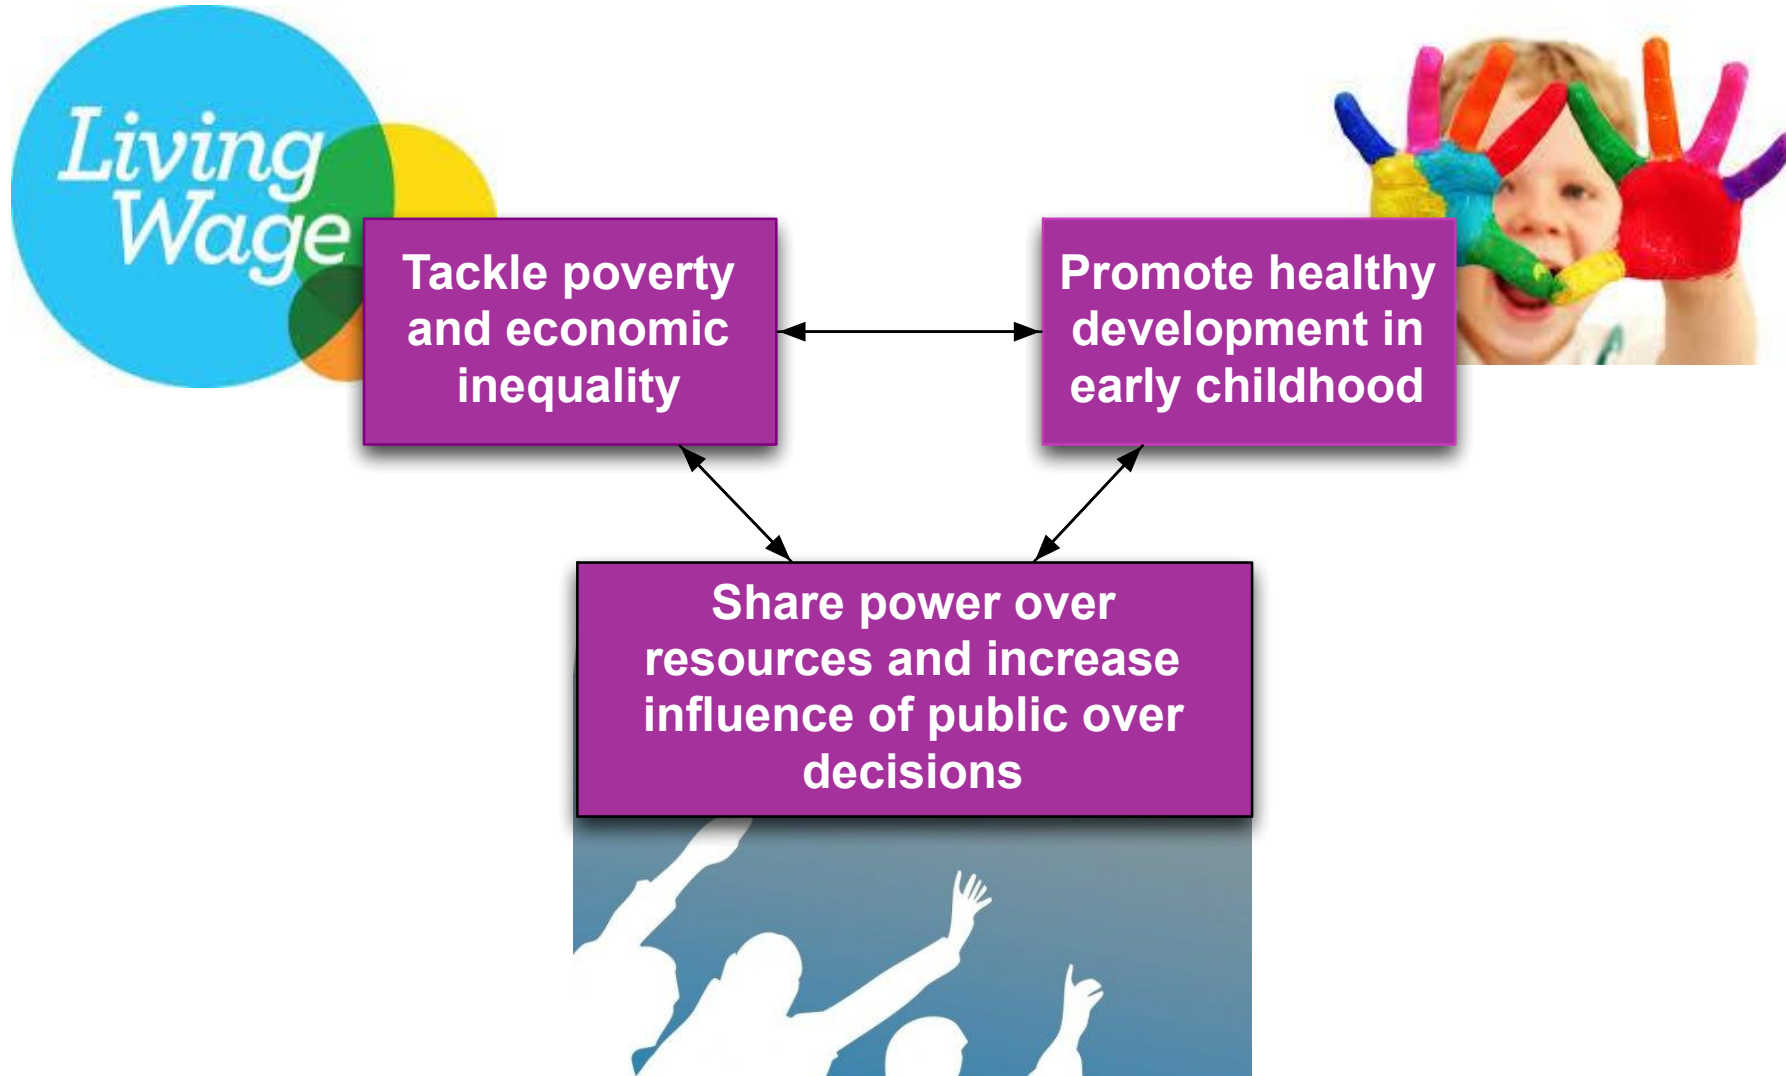 Living
Wage
Tackle poverty
and economic
inequality
Promote healthy
development in
early childhood
Share power over
resources and increase
influence of public over
decisions